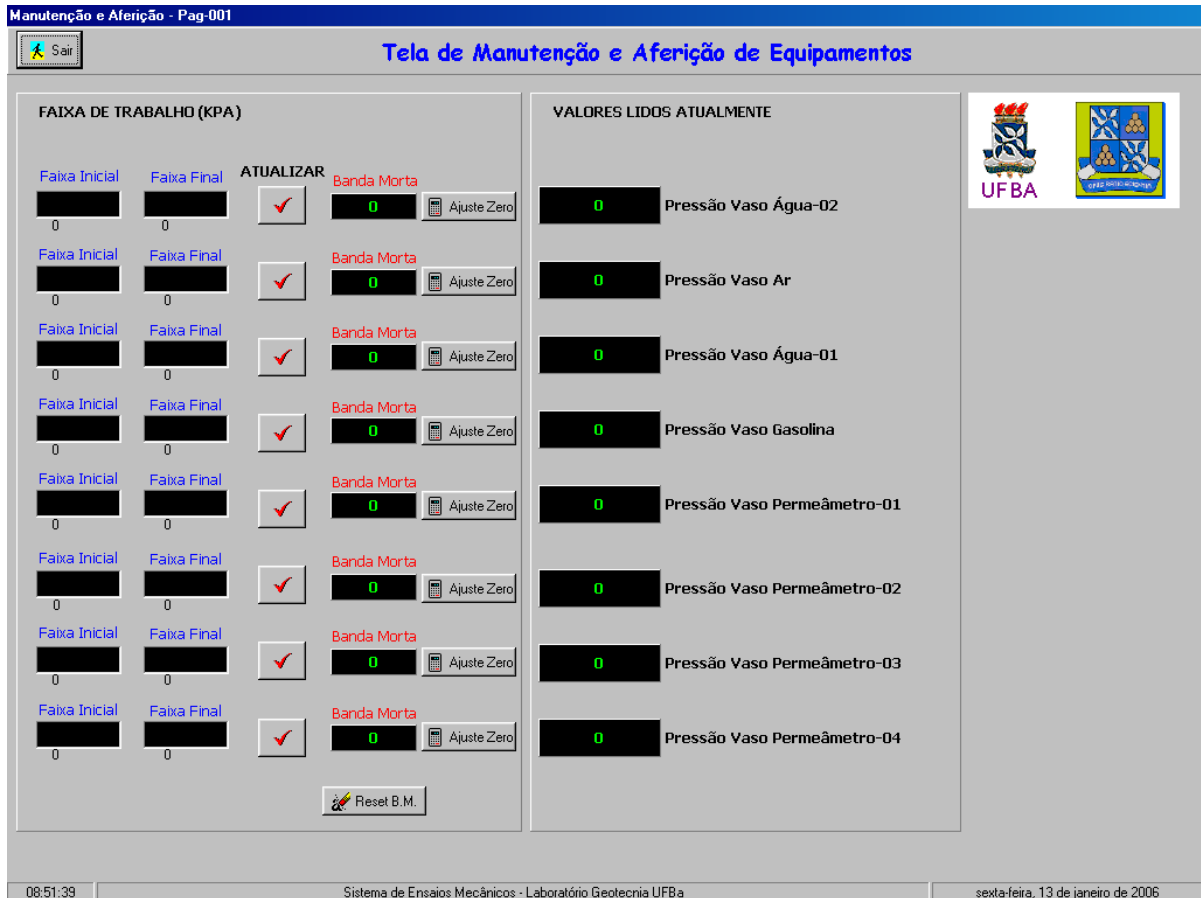 Manutenção e Aferição - Pag-001
Sair
Tela de Manutenção e Aferição de Equipamentos
FAIXA DE TRABALHO (KPA)
VALORES LIDOS ATUALMENTE
UFBA
ATUALIZAR
Faixa Inicial Faixa Final Banda Morta
0 Ajuste Zero 0 Pressão Vaso Água-02
0 0
Faixa Inicial Faixa Final Banda Morta
0 Ajuste Zero 0 Pressão Vaso Ar
0 0
Faixa Inicial Faixa Final Banda Morta
0 Ajuste Zero 0 Pressão Vaso Água-01
0 0
Faixa Inicial Faixa Final Banda Morta
0 Ajuste Zero 0 Pressão Vaso Gasolina
0 0
Faixa Inicial Faixa Final Banda Morta
0 Ajuste Zero 0 Pressão Vaso Permeâmetro-01
0 0
Faixa Inicial Faixa Final Banda Morta
0 Ajuste Zero 0 Pressão Vaso Permeâmetro-02
0 0
Faixa Inicial Faixa Final Banda Morta
0 Ajuste Zero 0 Pressão Vaso Permeâmetro-03
0 0
Faixa Inicial Faixa Final Banda Morta
0 Ajuste Zero 0 Pressão Vaso Permeâmetro-04
0 0
Reset B.M.
08:51:39 Sistema de Ensaios Mecânicos - Laboratório Geotecnia UFBa sexta-feira, 13 de janeiro de 2006